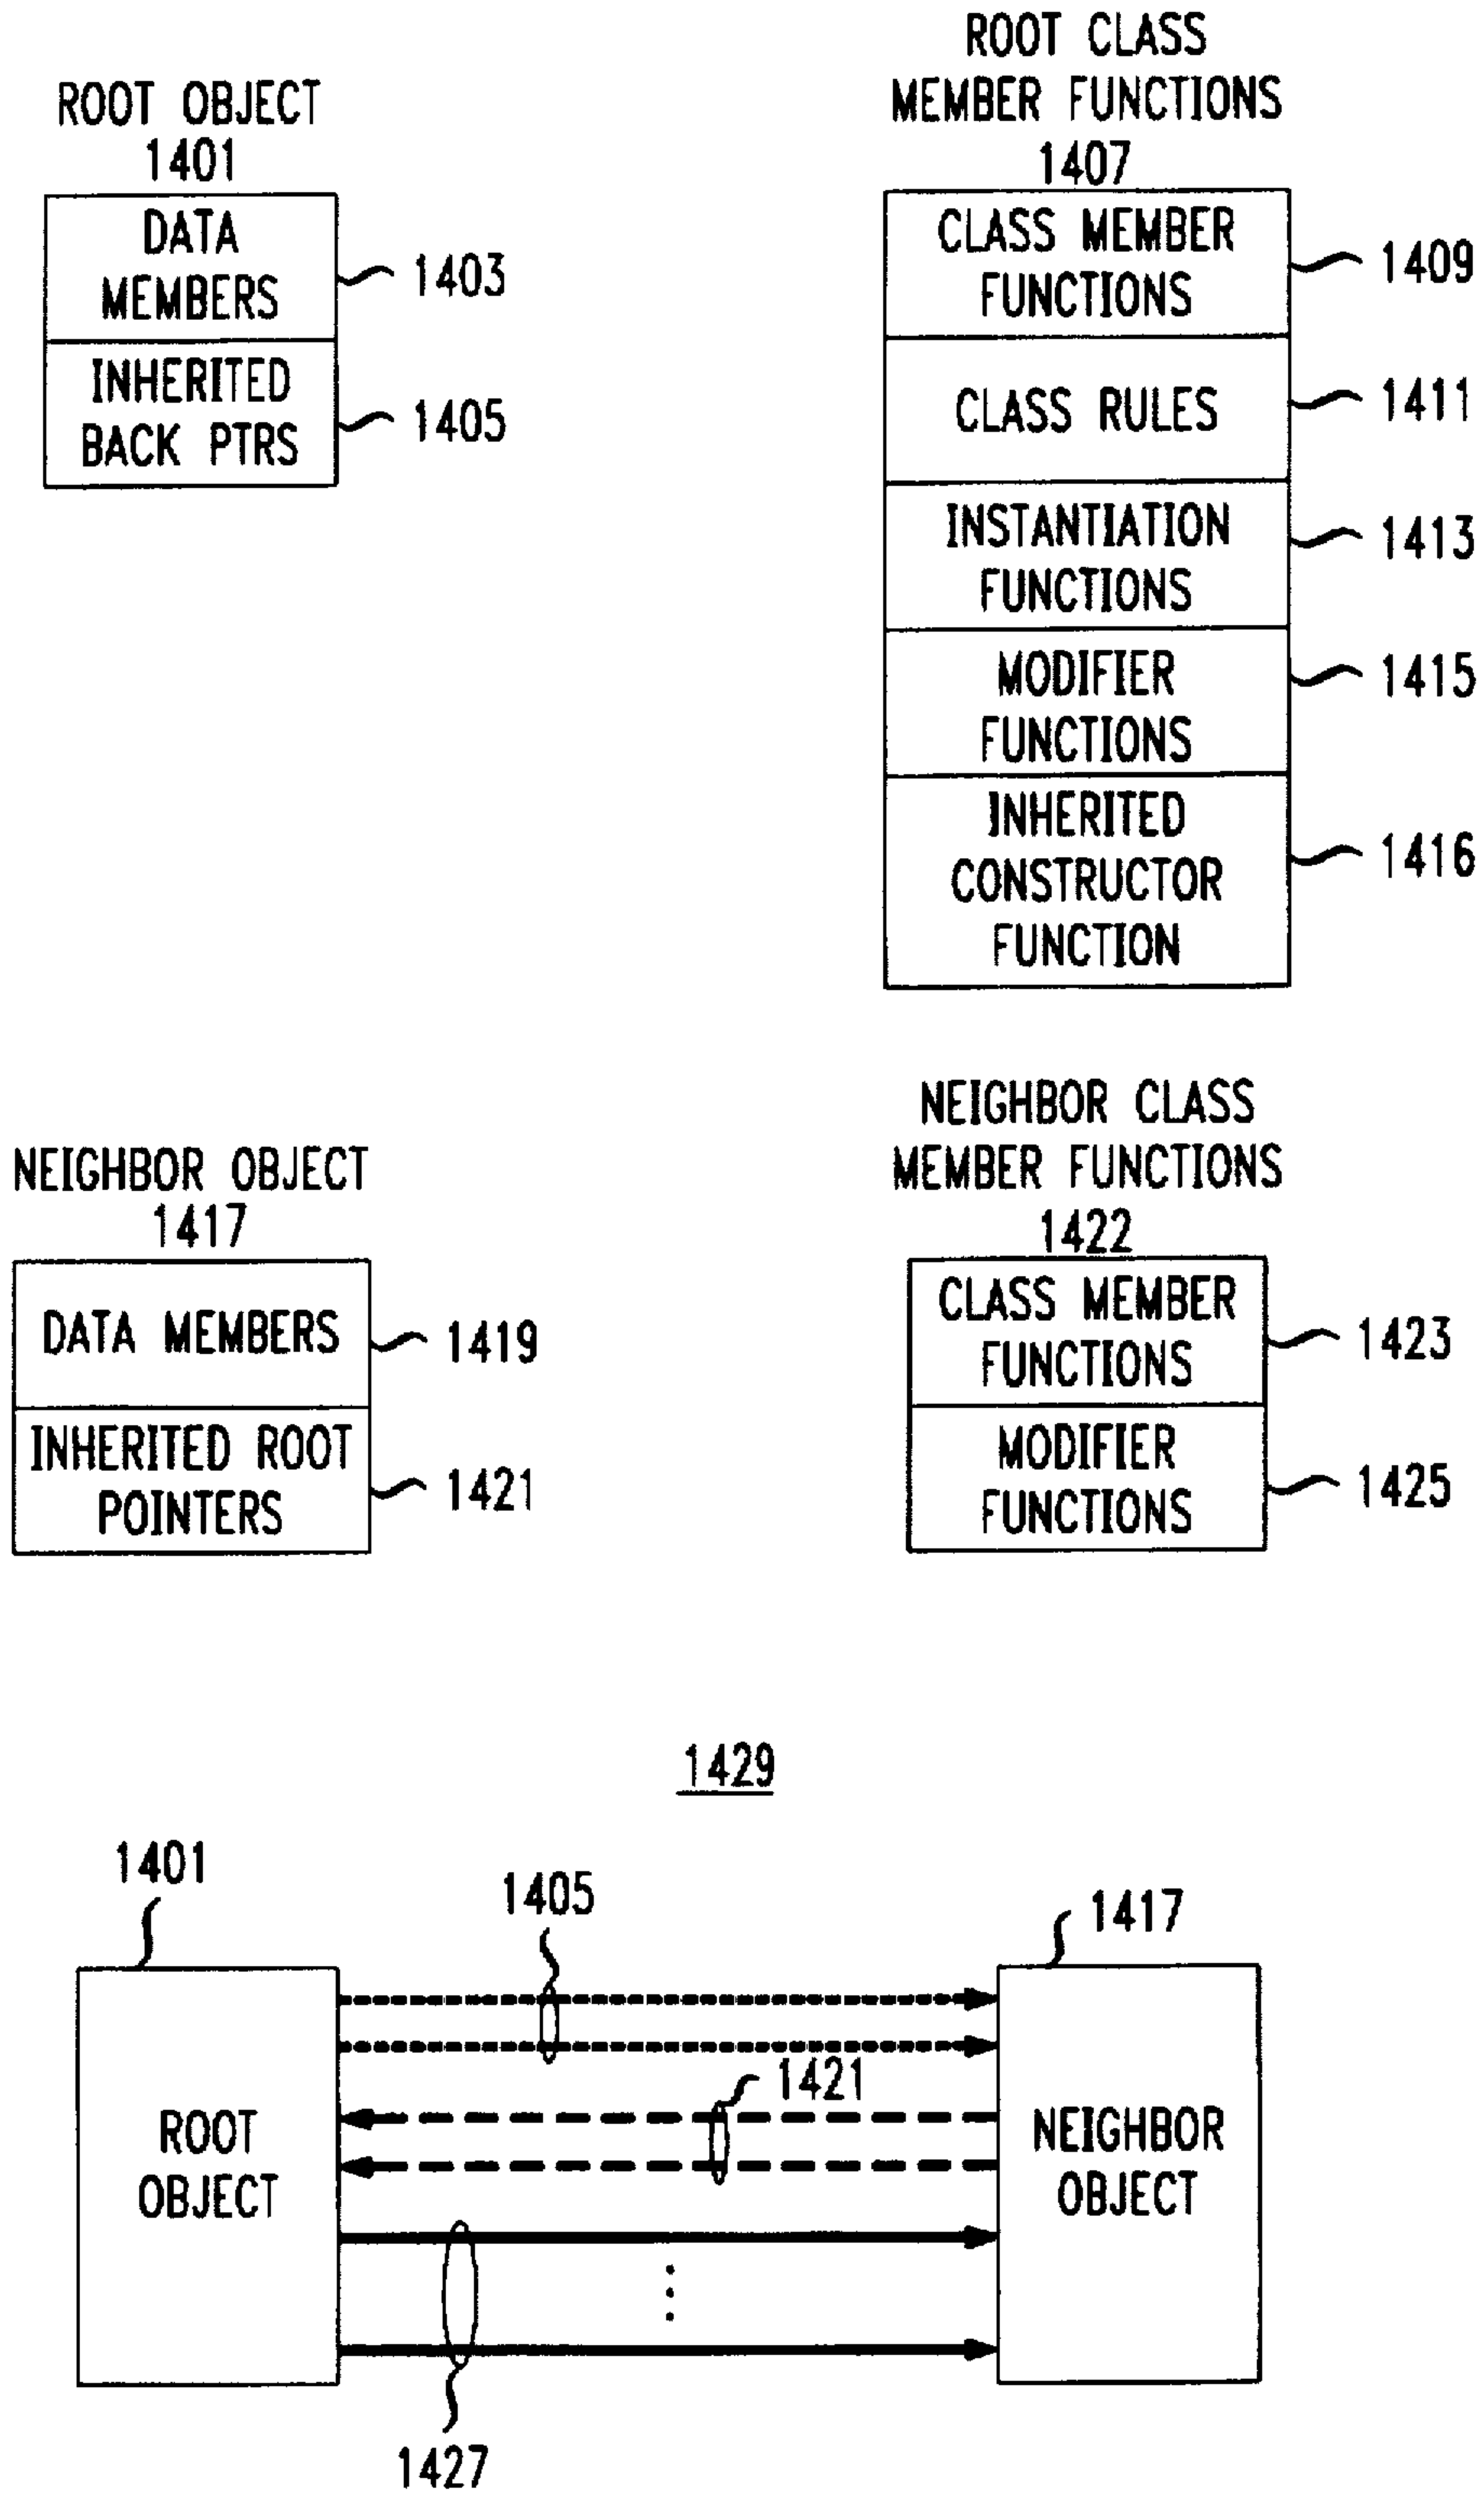 ROOT OBJECT
1401
DATA
MEMBERS
1403
INHERITED
BACK PTRS
1405
ROOT CLASS
MEMBER FUNCTIONS
1407
CLASS MEMBER
FUNCTIONS
1409
CLASS RULES
1411
INSTANTIATION
FUNCTIONS
1413
MODIFIER
FUNCTIONS
1415
INHERITED
CONSTRUCTOR
FUNCTION
1416
NEIGHBOR OBJECT
1417
DATA MEMBERS
1419
INHERITED ROOT
POINTERS
1421
NEIGHBOR CLASS
MEMBER FUNCTIONS
1422
CLASS MEMBER
FUNCTIONS
1423
MODIFIER
FUNCTIONS
1425
1429
1401
1405
1417
1421
ROOT
OBJECT
NEIGHBOR
OBJECT
1427